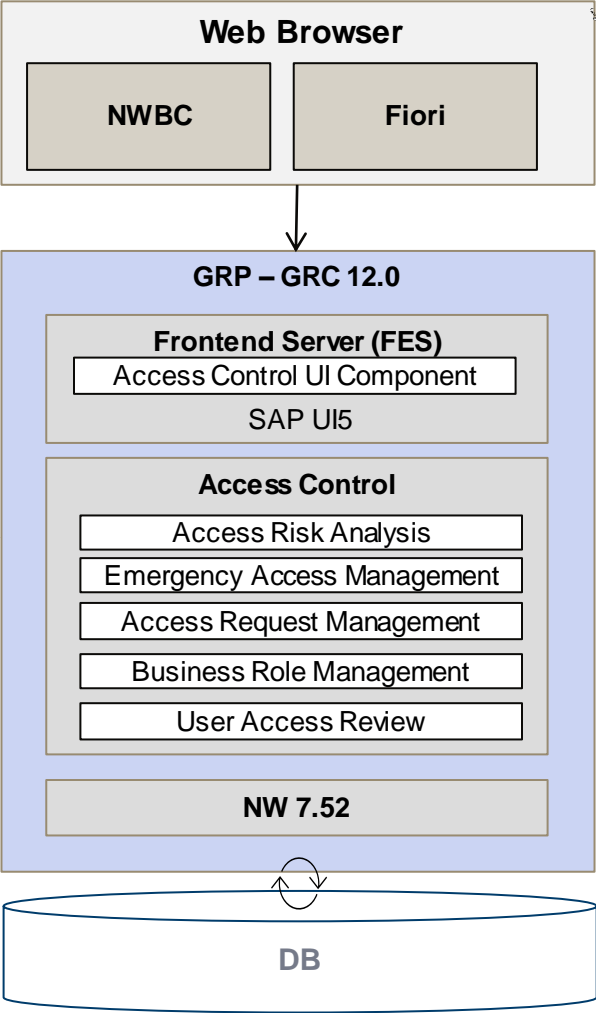 Web Browser
NWBC
Fiori
GRP – GRC 12.0
Frontend Server (FES)
Access Control UI Component
SAP UI5
Access Control
Access Risk Analysis
Emergency Access Management
Access Request Management
Business Role Management
User Access Review
NW 7.52
DB